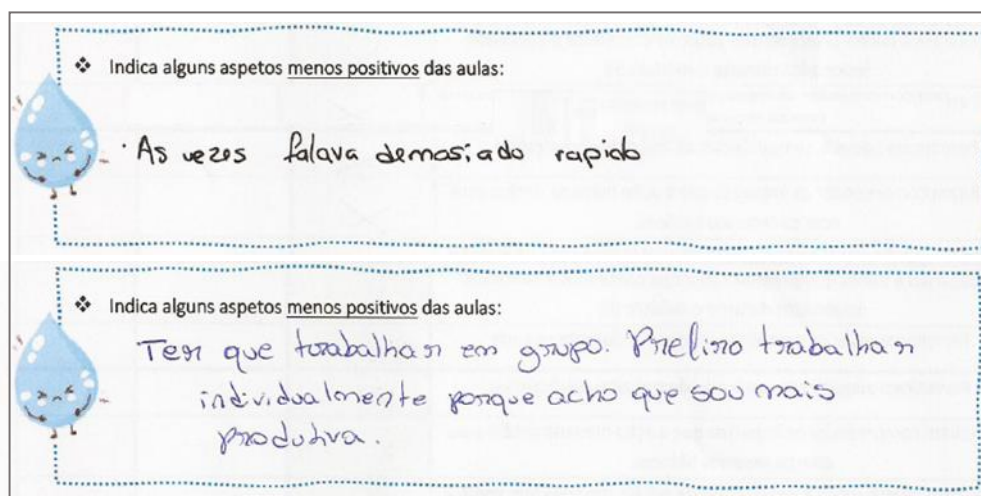 ❖ Indica alguns aspetos menos positivos das aulas:
· As vezes falava demasiado rapido
❖ Indica alguns aspetos menos positivos das aulas:
Ter que trabalhar em grupo. Prefiro trabalhar
individualmente porque acho que sou mais
produtiva.